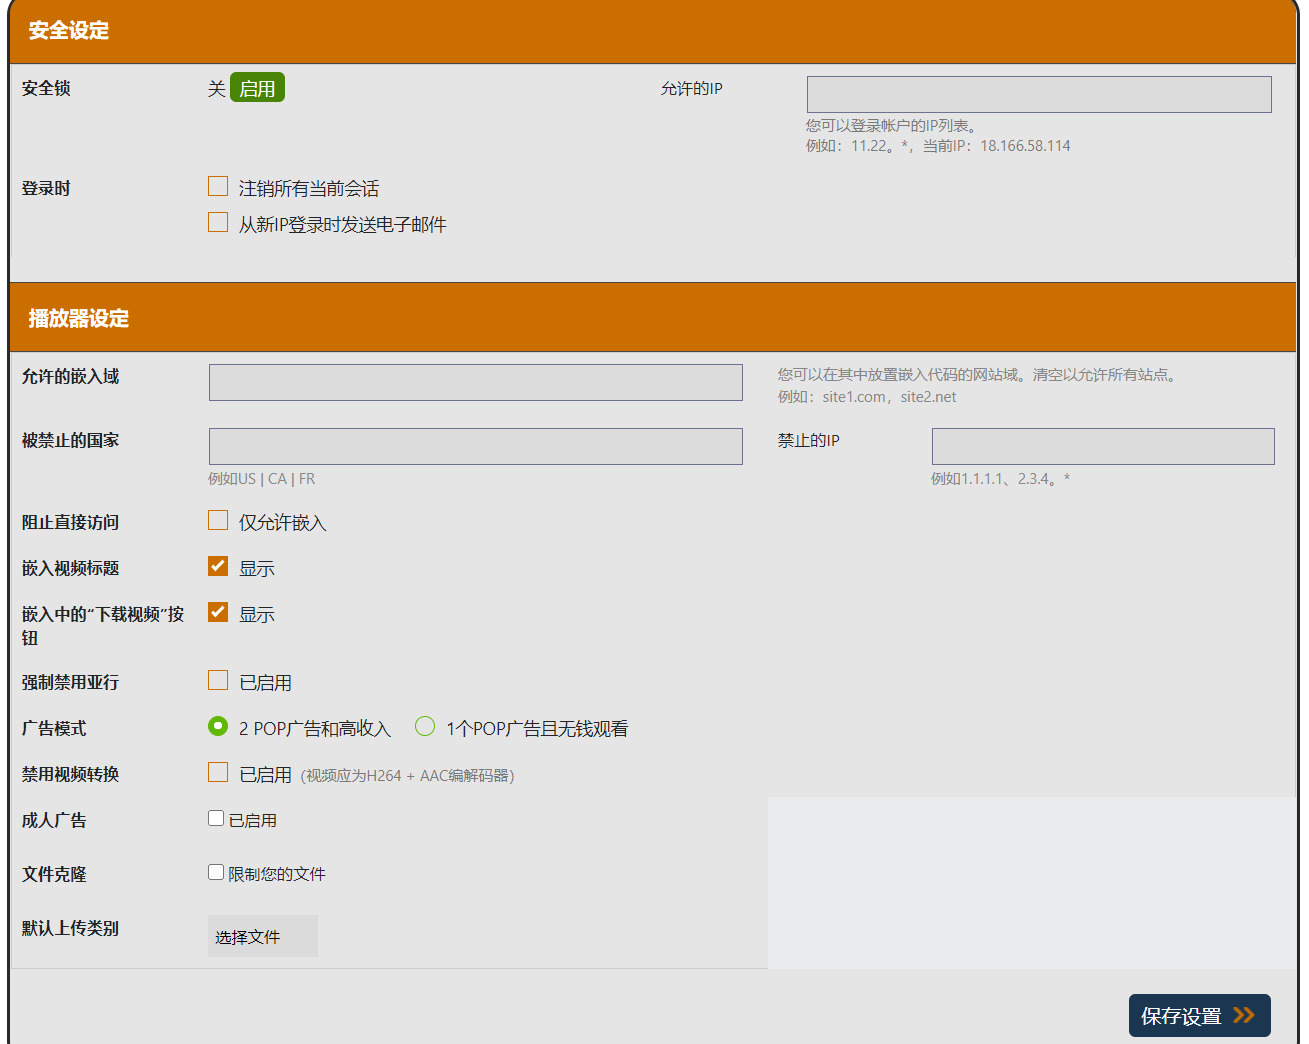 安全设定
安全锁 关 启用 允许的IP
您可以登录帐户的IP列表。
例如：11.22。*，当前IP：18.166.58.114
登录时 注销所有当前会话
从新IP登录时发送电子邮件
播放器设定
允许的嵌入域 您可以在其中放置嵌入代码的网站域。清空以允许所有站点。
例如：site1.com，site2.net
被禁止的国家 禁止的IP
例如US | CA | FR 例如1.1.1.1、2.3.4。*
阻止直接访问 仅允许嵌入
嵌入视频标题 显示
嵌入中的“下载视频”按 显示
钮
强制禁用亚行 已启用
广告模式 2 POP广告和高收入 1个POP广告且无钱观看
禁用视频转换 已启用 (视频应为H264 + AAC编解码器)
成人广告 已启用
文件克隆 限制您的文件
默认上传类别 选择文件
保存设置